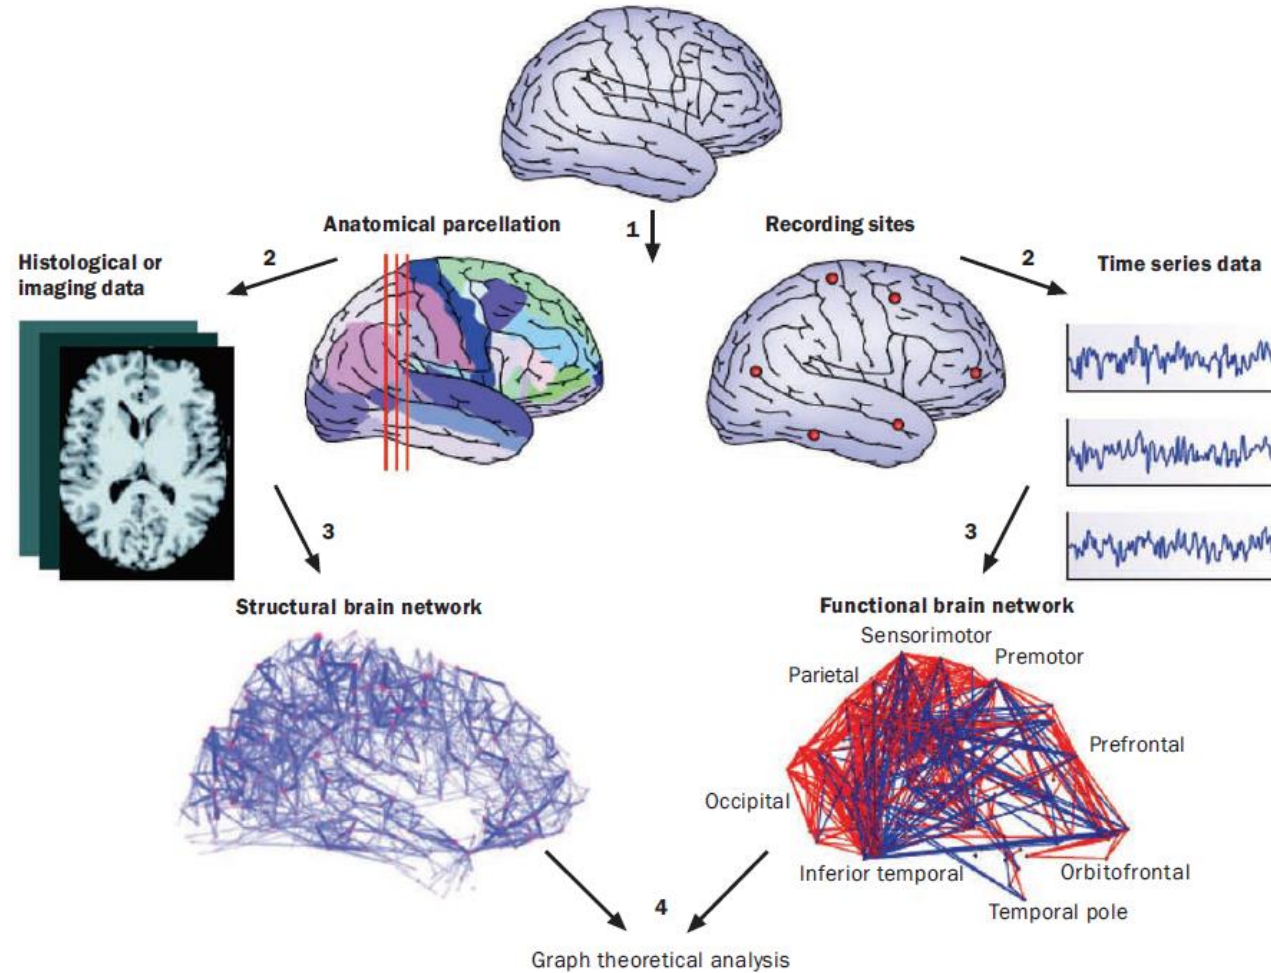 Anatomical parcellation
1
Recording sites
2
2
Histological or
imaging data
Time series data
3
3
Structural brain network
Functional brain network
Sensorimotor
Premotor
Parietal
Prefrontal
Occipital
Inferior temporal
Orbitofrontal
Temporal pole
4
Graph theoretical analysis